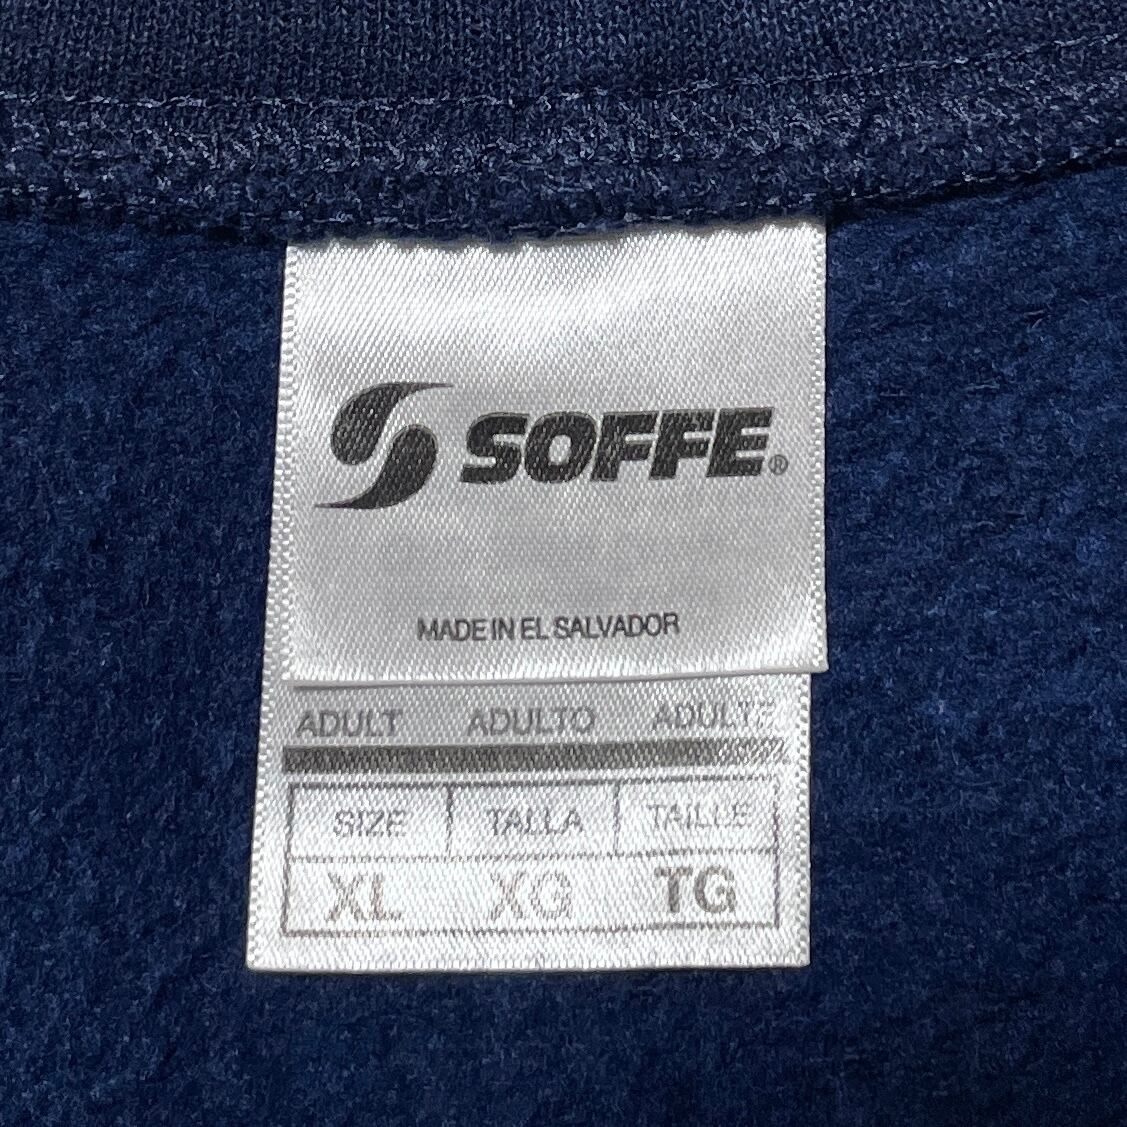 SOFFE®
MADE IN EL SALVADOR
ADULT ADULTO ADULTE
SIZE TALLA TAILLE
XL XG TG